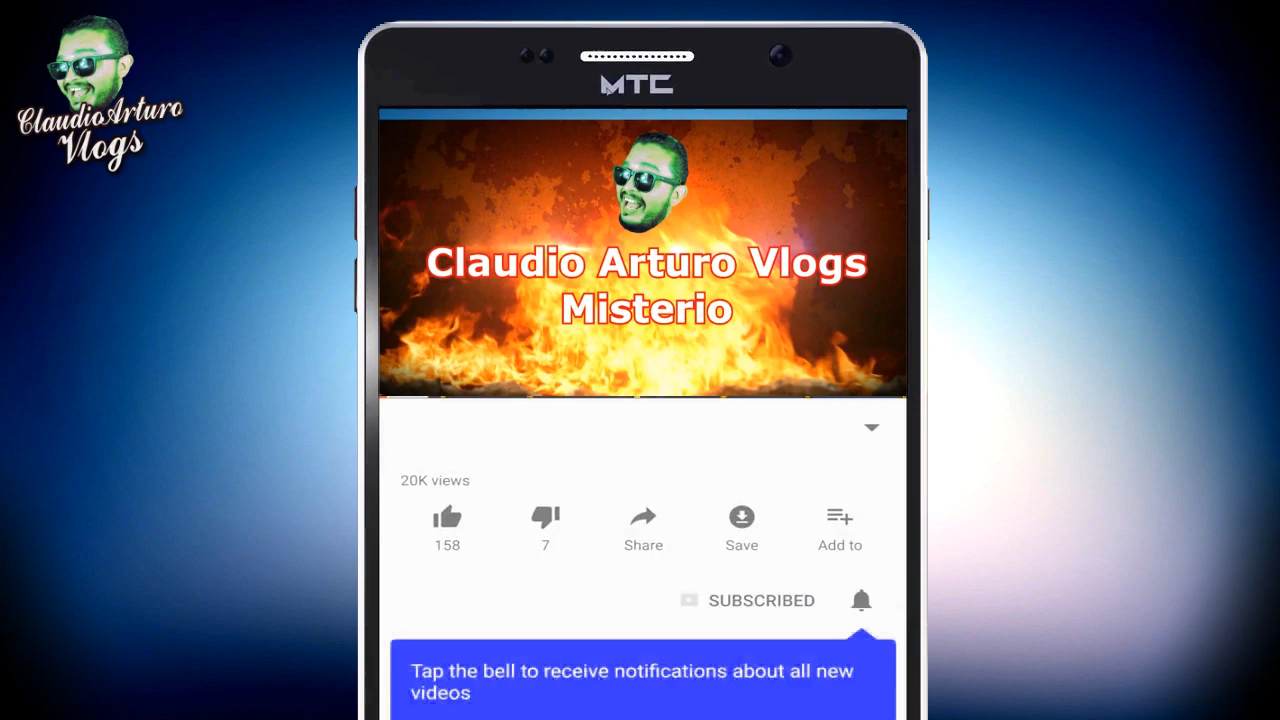 ClaudioArturo
Vlogs
MTC
Claudio Arturo Vlogs
Misterio
20K views
158
7
Share
Save
Add to
SUBSCRIBED
Tap the bell to receive notifications about all new
videos